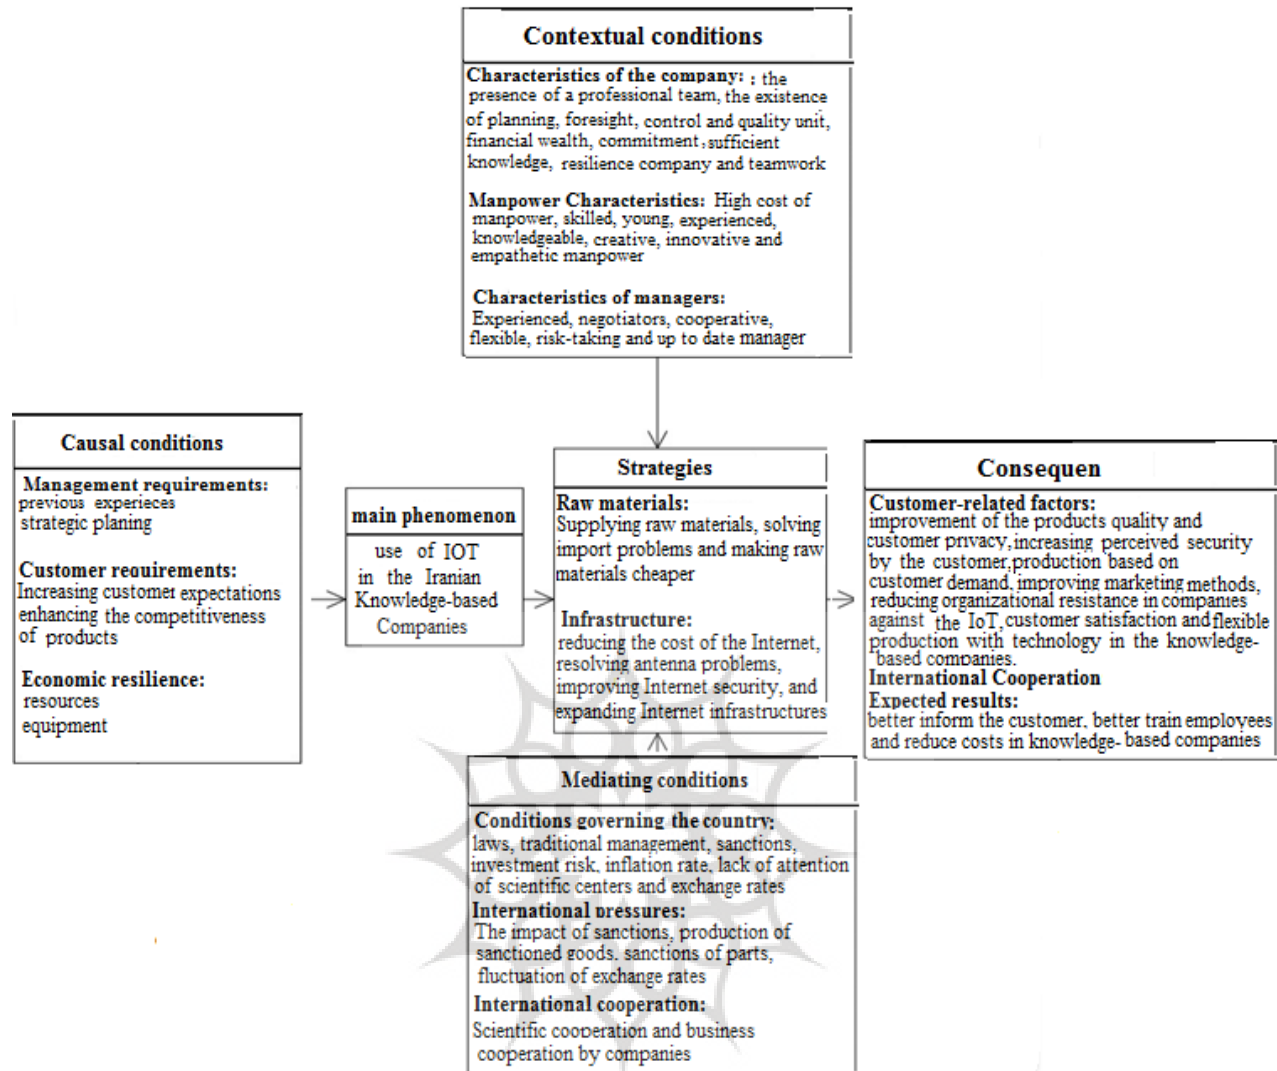 Contextual conditions
Characteristics of the company: : the
presence of a professional team, the existence
of planning, foresight, control and quality unit,
financial wealth, commitment, sufficient
knowledge, resilience company and teamwork
Manpower Characteristics: High cost of
manpower, skilled, young, experienced,
knowledgeable, creative, innovative and
empathetic manpower
Characteristics of managers:
Experienced, negotiators, cooperative,
flexible, risk-taking and up to date manager
Causal conditions
Management requirements:
previous experieces
strategic planing
Customer requirements:
Increasing customer expectations
enhancing the competitiveness
of products
Economic resilience:
resources
equipment
main phenomenon
use of IOT
in the Iranian
Knowledge-based
Companies
Strategies
Raw materials:
Supplying raw materials, solving
import problems and making raw
materials cheaper
Infrastructure:
reducing the cost of the Internet,
resolving antenna problems,
improving Internet security, and
expanding Internet infrastructures
Consequen
Customer-related factors:
improvement of the products quality and
customer privacy, increasing perceived security
by the customer, production based on
customer demand, improving marketing methods,
reducing organizational resistance in companies
against the IoT, customer satisfaction and flexible
production with technology in the knowledge-
based companies.
International Cooperation
Expected results:
better inform the customer, better train employees
and reduce costs in knowledge- based companies
Mediating conditions
Conditions governing the country:
laws, traditional management, sanctions,
investment risk, inflation rate, lack of attention
of scientific centers and exchange rates
International pressures:
The impact of sanctions, production of
sanctioned goods, sanctions of parts,
fluctuation of exchange rates
International cooperation:
Scientific cooperation and business
cooperation by companies